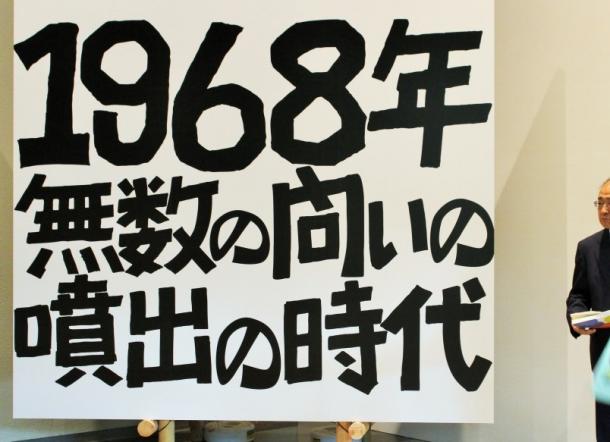 1968年
無数の問いの
噴出の時代